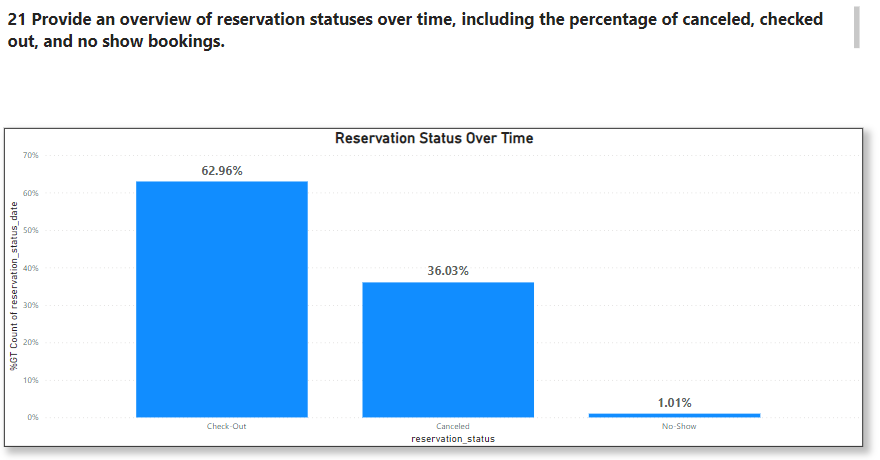 21 Provide an overview of reservation statuses over time, including the percentage of canceled, checked
out, and no show bookings.
Reservation Status Over Time
%GT Count of reservation_status_date
70%
60%
50%
40%
30%
20%
10%
0%
62.96%
36.03%
1.01%
Check-Out
Canceled
No-Show
reservation_status